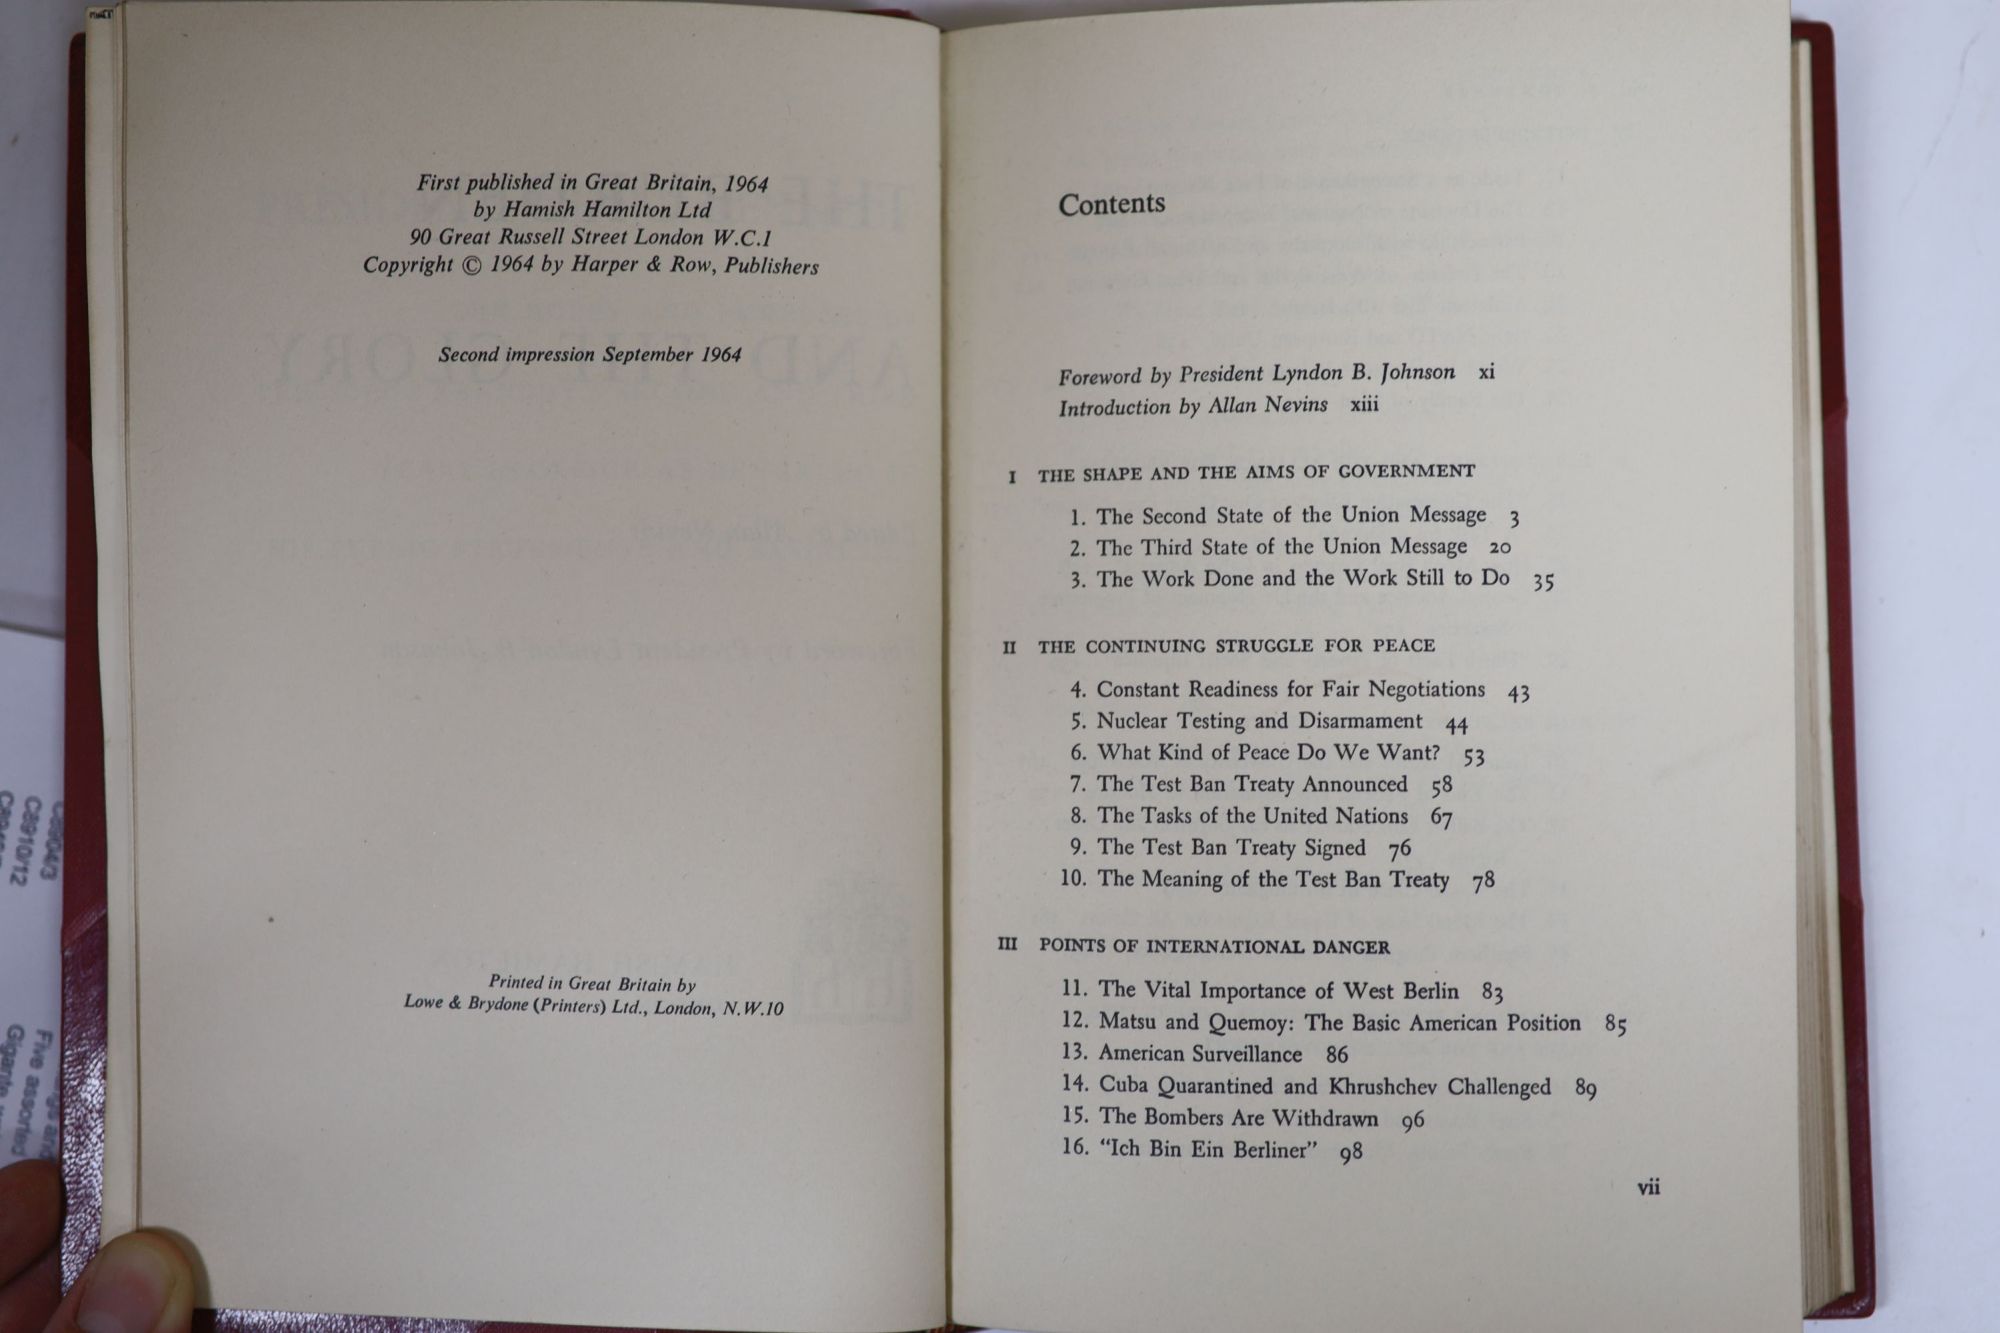 First published in Great Britain, 1964
by Hamish Hamilton Ltd
90 Great Russell Street London W.C.1
Copyright © 1964 by Harper & Row, Publishers
Second impression September 1964
Printed in Great Britain by
Lowe & Brydone (Printers) Ltd., London, N.W.10
Contents
Foreword by President Lyndon B. Johnson xi
Introduction by Allan Nevins xiii
I THE SHAPE AND THE AIMS OF GOVERNMENT
1. The Second State of the Union Message 3
2. The Third State of the Union Message 20
3. The Work Done and the Work Still to Do 35
II THE CONTINUING STRUGGLE FOR PEACE
4. Constant Readiness for Fair Negotiations 43
5. Nuclear Testing and Disarmament 44
6. What Kind of Peace Do We Want? 53
7. The Test Ban Treaty Announced 58
8. The Tasks of the United Nations 67
9. The Test Ban Treaty Signed 76
10. The Meaning of the Test Ban Treaty 78
III POINTS OF INTERNATIONAL DANGER
11. The Vital Importance of West Berlin 83
12. Matsu and Quemoy: The Basic American Position 85
13. American Surveillance 86
14. Cuba Quarantined and Khrushchev Challenged 89
15. The Bombers Are Withdrawn 96
16. "Ich Bin Ein Berliner" 98
vii
C8904/3
C8910/12
Five assorted